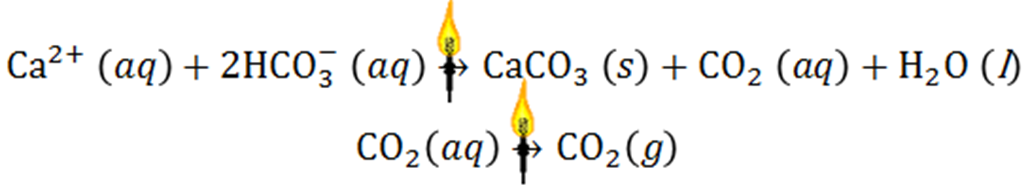 Ca²⁺ (aq) + 2HCO₃⁻ (aq) → CaCO₃ (s) + CO₂ (aq) + H₂O (l)
CO₂(aq) → CO₂(g)